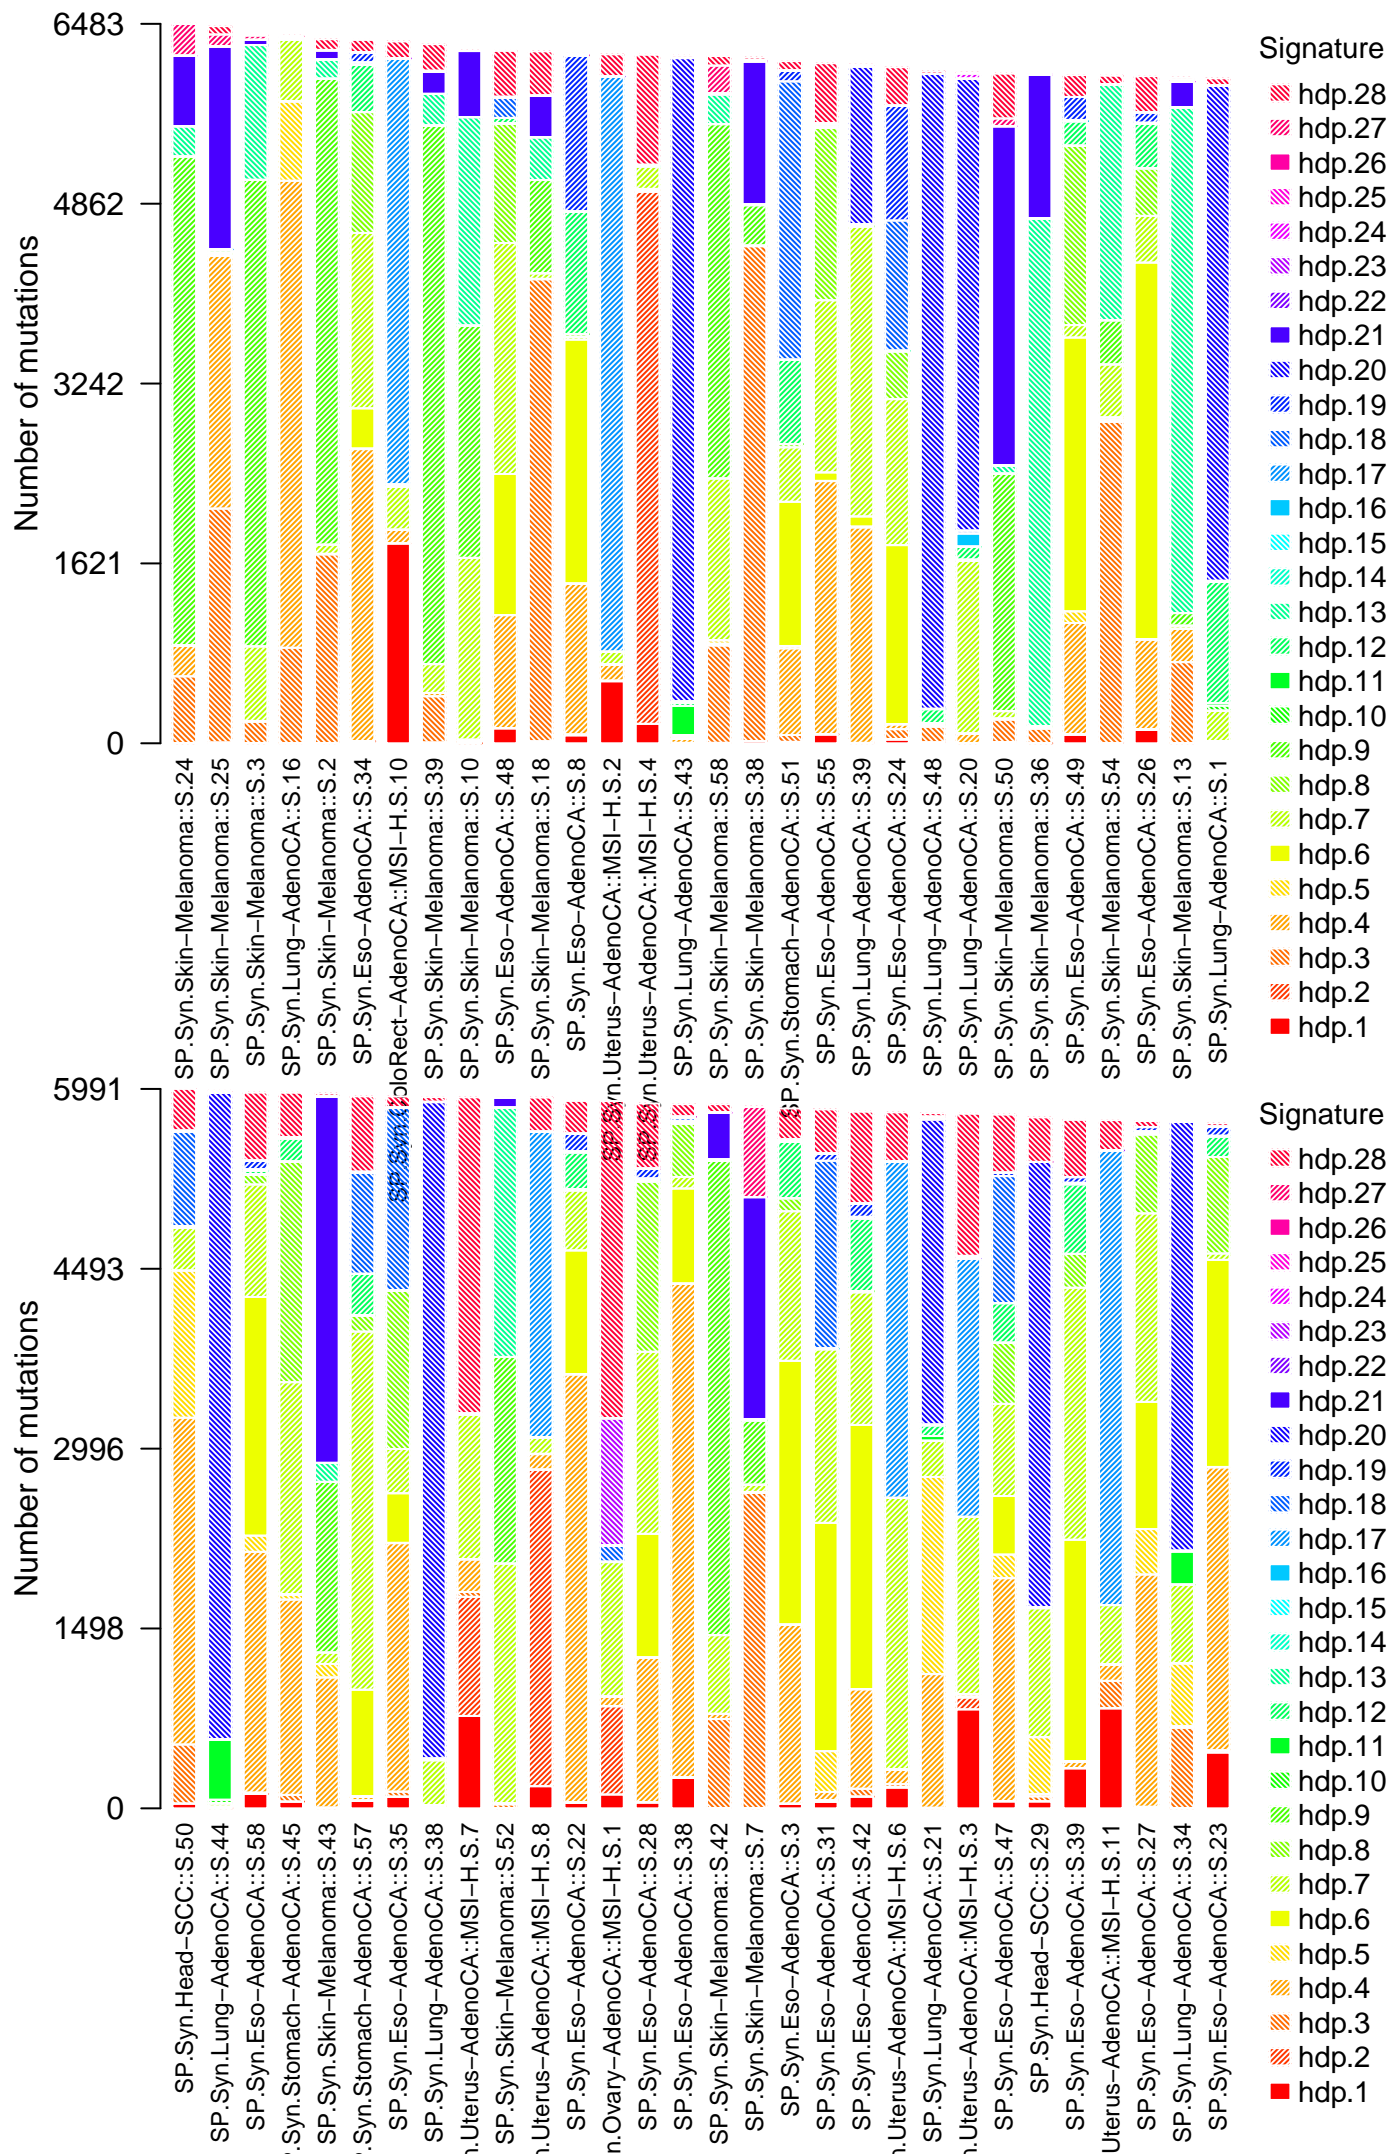 6483
4862
3242
1621
0
Number of mutations
Signature
hdp.28
hdp.27
hdp.26
hdp.25
hdp.24
hdp.23
hdp.22
hdp.21
hdp.20
hdp.19
hdp.18
hdp.17
hdp.16
hdp.15
hdp.14
hdp.13
hdp.12
hdp.11
hdp.10
hdp.9
hdp.8
hdp.7
hdp.6
hdp.5
hdp.4
hdp.3
hdp.2
hdp.1
SP.Syn.Skin−Melanoma::S.24
SP.Syn.Skin−Melanoma::S.25
SP.Syn.Skin−Melanoma::S.3
SP.Syn.Lung−AdenoCA::S.16
SP.Syn.Skin−Melanoma::S.2
SP.Syn.Eso−AdenoCA::S.34
SP.Syn.ColoRect−AdenoCA::MSI−H.S.10
SP.Syn.Skin−Melanoma::S.39
SP.Syn.Skin−Melanoma::S.10
SP.Syn.Eso−AdenoCA::S.48
SP.Syn.Skin−Melanoma::S.18
SP.Syn.Eso−AdenoCA::S.8
SP.Syn.Uterus−AdenoCA::MSI−H.S.2
SP.Syn.Uterus−AdenoCA::MSI−H.S.4
SP.Syn.Lung−AdenoCA::S.43
SP.Syn.Skin−Melanoma::S.58
SP.Syn.Skin−Melanoma::S.38
SP.Syn.Stomach−AdenoCA::S.51
SP.Syn.Eso−AdenoCA::S.55
SP.Syn.Lung−AdenoCA::S.39
SP.Syn.Eso−AdenoCA::S.24
SP.Syn.Lung−AdenoCA::S.48
SP.Syn.Lung−AdenoCA::S.20
SP.Syn.Skin−Melanoma::S.50
SP.Syn.Skin−Melanoma::S.36
SP.Syn.Eso−AdenoCA::S.49
SP.Syn.Skin−Melanoma::S.54
SP.Syn.Eso−AdenoCA::S.26
SP.Syn.Skin−Melanoma::S.13
SP.Syn.Lung−AdenoCA::S.1
5991
4493
2996
1498
0
Number of mutations
Signature
hdp.28
hdp.27
hdp.26
hdp.25
hdp.24
hdp.23
hdp.22
hdp.21
hdp.20
hdp.19
hdp.18
hdp.17
hdp.16
hdp.15
hdp.14
hdp.13
hdp.12
hdp.11
hdp.10
hdp.9
hdp.8
hdp.7
hdp.6
hdp.5
hdp.4
hdp.3
hdp.2
hdp.1
SP.Syn.Head−SCC::S.50
SP.Syn.Lung−AdenoCA::S.44
SP.Syn.Eso−AdenoCA::S.58
.Syn.Stomach−AdenoCA::S.45
SP.Syn.Skin−Melanoma::S.43
.Syn.Stomach−AdenoCA::S.57
SP.Syn.Eso−AdenoCA::S.35
SP.Syn.Lung−AdenoCA::S.38
n.Uterus−AdenoCA::MSI−H.S.7
SP.Syn.Skin−Melanoma::S.52
n.Uterus−AdenoCA::MSI−H.S.8
SP.Syn.Eso−AdenoCA::S.22
n.Ovary−AdenoCA::MSI−H.S.1
SP.Syn.Eso−AdenoCA::S.28
SP.Syn.Eso−AdenoCA::S.38
SP.Syn.Skin−Melanoma::S.42
SP.Syn.Skin−Melanoma::S.7
SP.Syn.Eso−AdenoCA::S.3
SP.Syn.Eso−AdenoCA::S.31
SP.Syn.Eso−AdenoCA::S.42
n.Uterus−AdenoCA::MSI−H.S.6
SP.Syn.Lung−AdenoCA::S.21
n.Uterus−AdenoCA::MSI−H.S.3
SP.Syn.Eso−AdenoCA::S.47
SP.Syn.Head−SCC::S.29
SP.Syn.Eso−AdenoCA::S.39
Uterus−AdenoCA::MSI−H.S.11
SP.Syn.Eso−AdenoCA::S.27
SP.Syn.Lung−AdenoCA::S.34
SP.Syn.Eso−AdenoCA::S.23